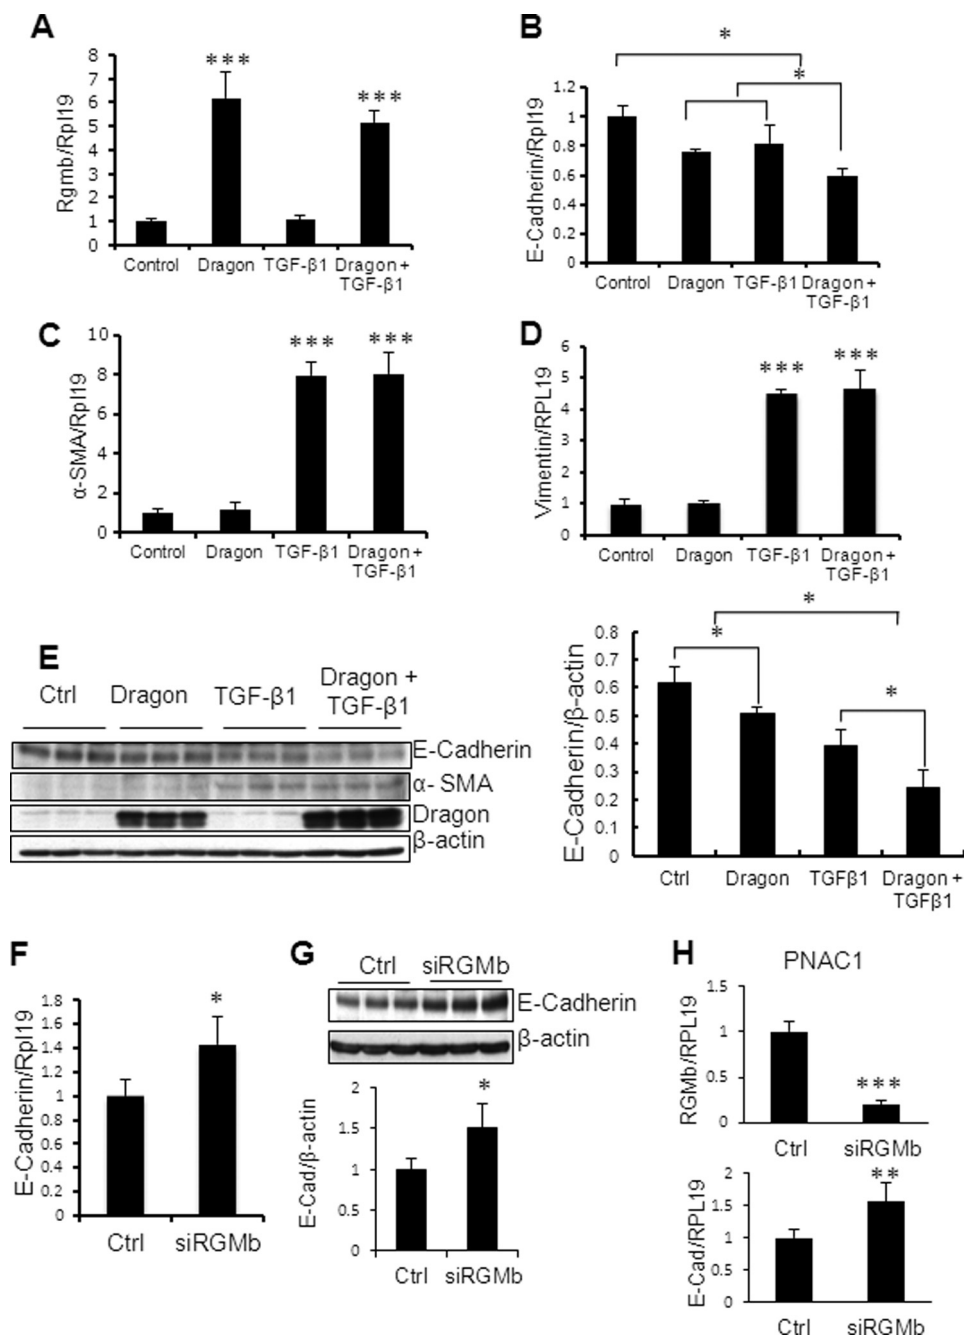 A
Rgmb/Rpl19
8
7
6
5
4
3
2
1
0
***
***
Control
Dragon
TGF-β1
Dragon +
TGF-β1
B
E-Cadherin/Rpl19
1.2
1
0.8
0.6
0.4
0.2
0
*
*
Control
Dragon
TGF-β1
Dragon +
TGF-β1
C
α-SMA/Rpl19
10
8
6
4
2
0
***
***
Control
Dragon
TGF-β1
Dragon +
TGF-β1
D
Vimentin/RPL19
6
5
4
3
2
1
0
***
***
Control
Dragon
TGF-β1
Dragon +
TGF-β1
E
Ctrl
Dragon
TGF-β1
Dragon +
TGF-β1
E-Cadherin
α- SMA
Dragon
β-actin
E-Cadherin/β-actin
0.8
0.7
0.6
0.5
0.4
0.3
0.2
0.1
0
*
*
*
Ctrl
Dragon
TGFβ1
Dragon +
TGFβ1
F
E-Cadherin/Rpl19
1.8
1.6
1.4
1.2
1
0.8
0.6
0.4
0.2
0
*
Ctrl
siRGMb
G
Ctrl
siRGMb
E-Cadherin
β-actin
E-Cad/β-actin
2
1.5
1
0.5
0
*
Ctrl
siRGMb
H
PNAC1
RGMb/RPL19
1.5
1
0.5
0
***
Ctrl
siRGMb
E-Cad/RPL19
2
1.5
1
0.5
0
**
Ctrl
siRGMb